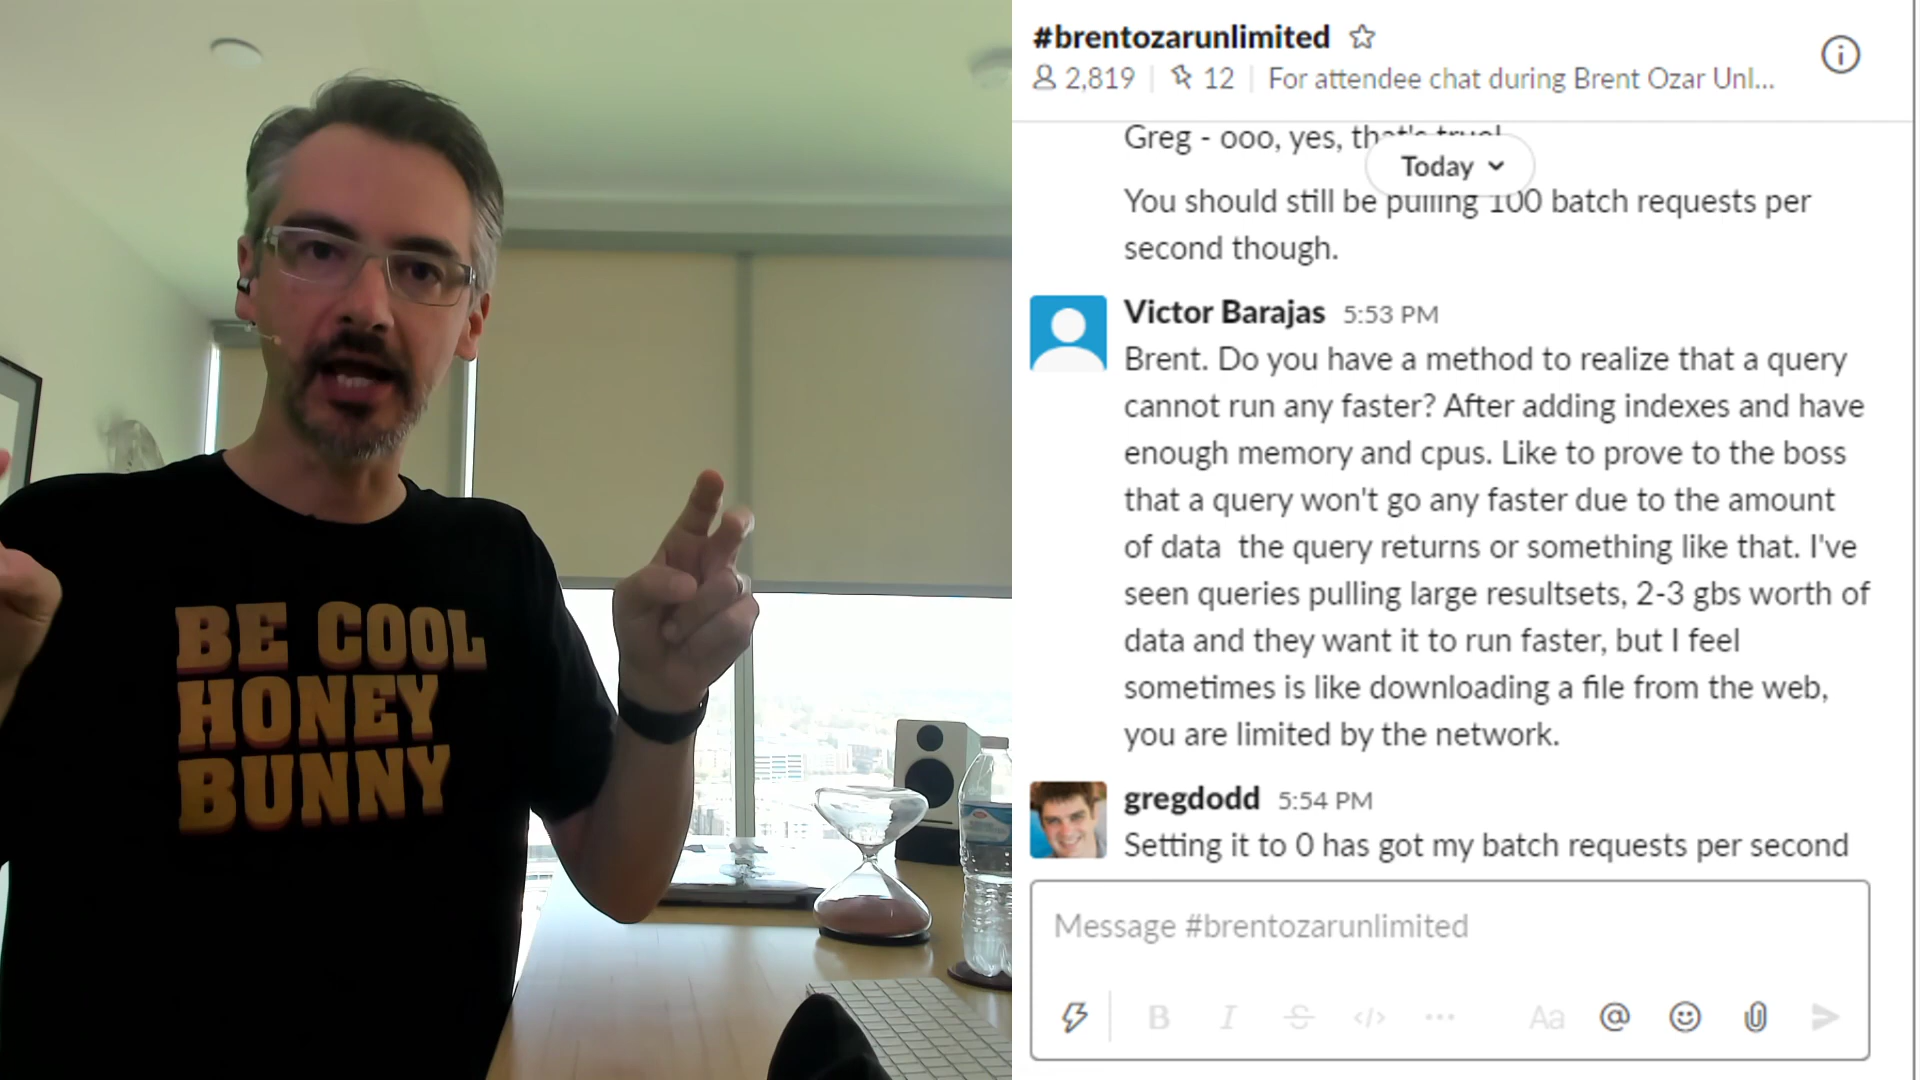 BE COOL
HONEY
BUNNY
#brentozarunlimited
2,819 | 12 | For attendee chat during Brent Ozar Unl...
Greg - ooo, yes, that's true!
Today
You should still be pulling 100 batch requests per
second though.
Victor Barajas 5:53 PM
Brent. Do you have a method to realize that a query
cannot run any faster? After adding indexes and have
enough memory and cpus. Like to prove to the boss
that a query won't go any faster due to the amount
of data the query returns or something like that. I've
seen queries pulling large resultsets, 2-3 gbs worth of
data and they want it to run faster, but I feel
sometimes is like downloading a file from the web,
you are limited by the network.
gregdodd 5:54 PM
Setting it to 0 has got my batch requests per second
Message #brentozarunlimited
B I S </> ... Aa @